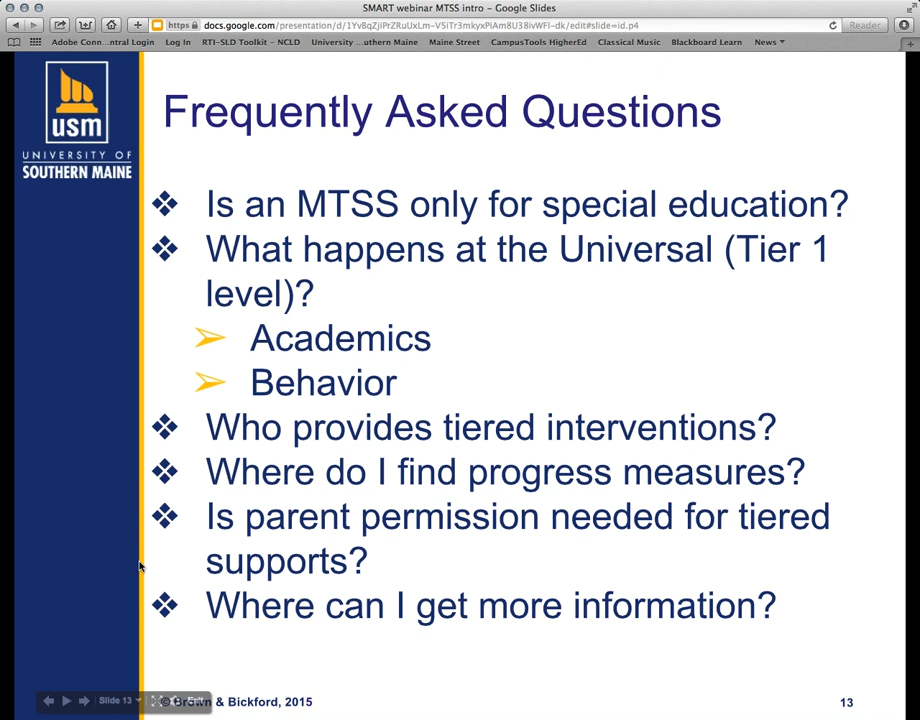 SMART webinar MTSS intro – Google Slides
https docs.google.com/presentation/d/1YvBqZjiPrZRuUxLm-V5iTr3mkyxPiAm8U38ivWFl-dk/edit#slide=id.p4 Reader
Adobe Conn...ntral Login Log In RTI-SLD Toolkit - NCLD University ...uthern Maine Maine Street CampusTools HigherEd Classical Music Blackboard Learn News
usm
UNIVERSITY OF
SOUTHERN MAINE
Frequently Asked Questions
❖ Is an MTSS only for special education?
❖ What happens at the Universal (Tier 1
level)?
➢ Academics
➢ Behavior
❖ Who provides tiered interventions?
❖ Where do I find progress measures?
❖ Is parent permission needed for tiered
supports?
❖ Where can I get more information?
Slide 13 Exit
© Brown & Bickford, 2015
13